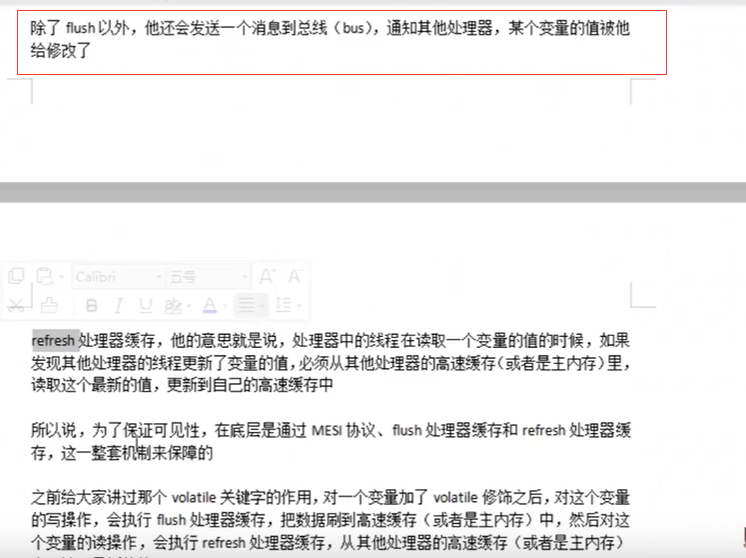 除了 flush 以外，他还会发送一个消息到总线（bus），通知其他处理器，某个变量的值被他
给修改了
Calibri
五号
A+ A-
B I U
A
refresh 处理器缓存，他的意思就是说，处理器中的线程在读取一个变量的值的时候，如果
发现其他处理器的线程更新了变量的值，必须从其他处理器的高速缓存（或者是主内存）里，
读取这个最新的值，更新到自己的高速缓存中
所以说，为了保证可见性，在底层是通过 MESI 协议、flush 处理器缓存和 refresh 处理器缓
存，这一整套机制来保障的
之前给大家讲过那个 volatile 关键字的作用，对一个变量加了 volatile 修饰之后，对这个变量
的写操作，会执行 flush 处理器缓存，把数据刷到高速缓存（或者是主内存）中，然后对这
个变量的读操作，会执行 refresh 处理器缓存，从其他处理器的高速缓存（或者是主内存）